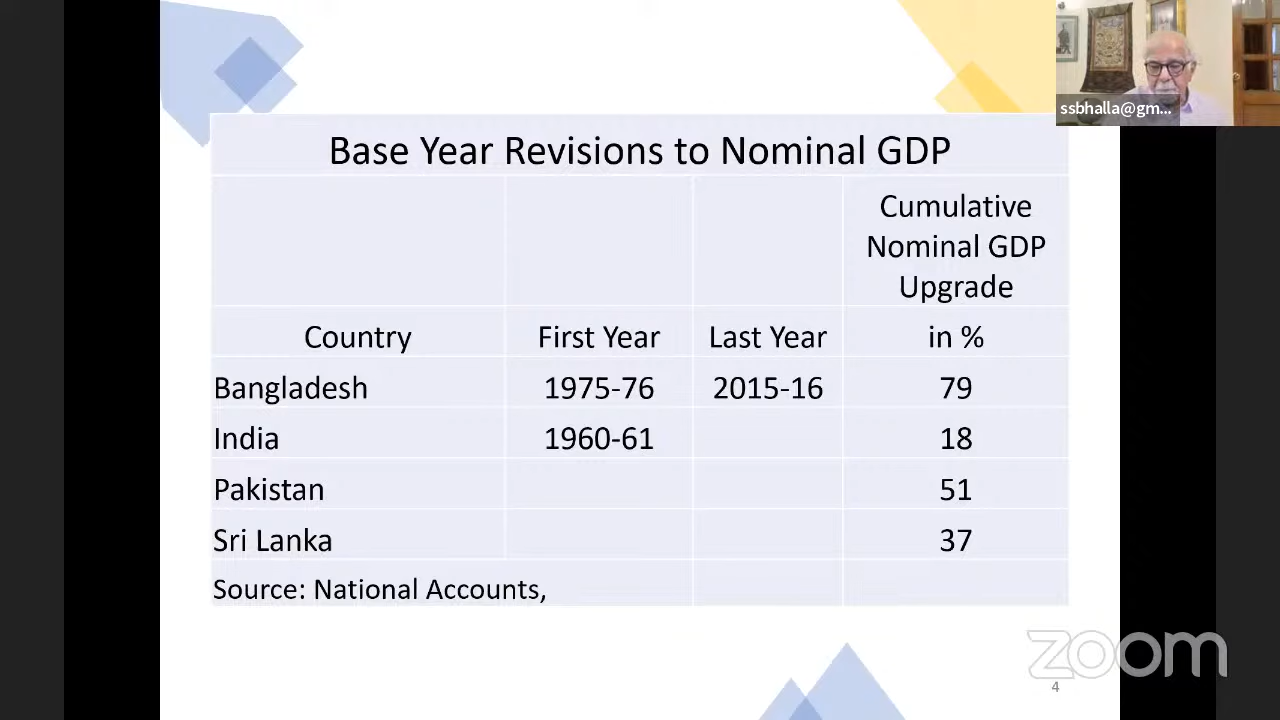 ssbhalla@gm...
Base Year Revisions to Nominal GDP
Cumulative
Nominal GDP
Upgrade
Country First Year Last Year in %
Bangladesh 1975-76 2015-16 79
India 1960-61 18
Pakistan 51
Sri Lanka 37
Source: National Accounts,
zoom
4